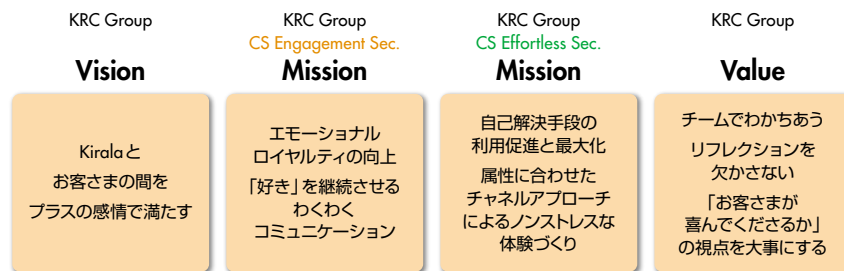 KRC Group
Vision
Kiralaと
お客さまの間を
プラスの感情で満たす
KRC Group
CS Engagement Sec.
Mission
エモーショナル
ロイヤルティの向上
「好き」を継続させる
わくわく
コミュニケーション
KRC Group
CS Effortless Sec.
Mission
自己解決手段の
利用促進と最大化
属性に合わせた
チャネルアプローチ
によるノンストレスな
体験づくり
KRC Group
Value
チームでわかちあう
リフレクションを
欠かさない
「お客さまが
喜んでくださるか」
の視点を大事にする